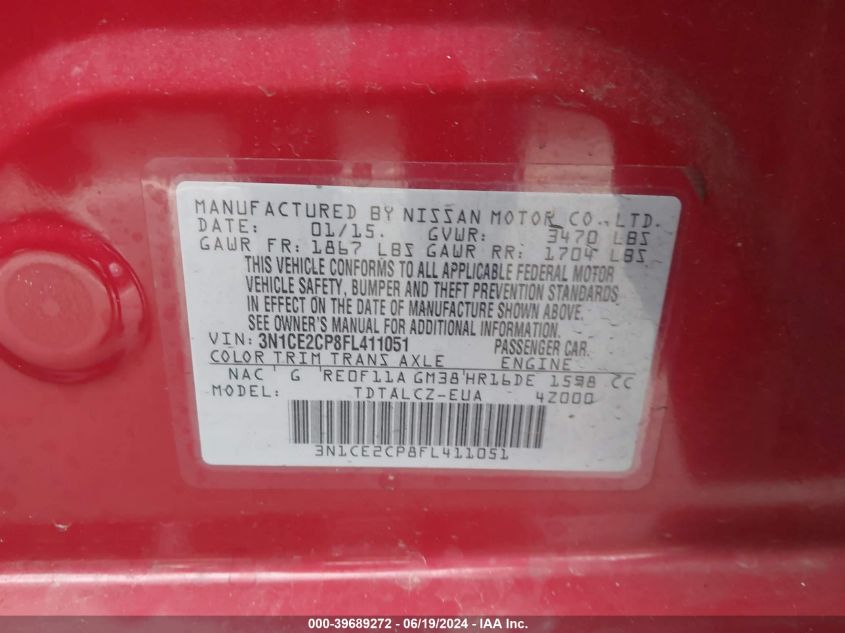 MANUFACTURED BY NISSAN MOTOR CO.,LTD.
DATE: 01/15. GVWR: 3470 LBS
GAWR FR: 1867 LBS GAWR RR: 1704 LBS
THIS VEHICLE CONFORMS TO ALL APPLICABLE FEDERAL MOTOR
VEHICLE SAFETY, BUMPER AND THEFT PREVENTION STANDARDS
IN EFFECT ON THE DATE OF MANUFACTURE SHOWN ABOVE.
SEE OWNER'S MANUAL FOR ADDITIONAL INFORMATION.
VIN: 3N1CE2CP8FL411051 PASSENGER CAR.
COLOR TRIM TRANS AXLE ENGINE
NAC G RE0F11A GM38 HR16DE 1598 CC
MODEL: TDTALCZ-EUA 4Z000
3N1CE2CP8FL411051
000-39689272 - 06/19/2024 - IAAI.COM